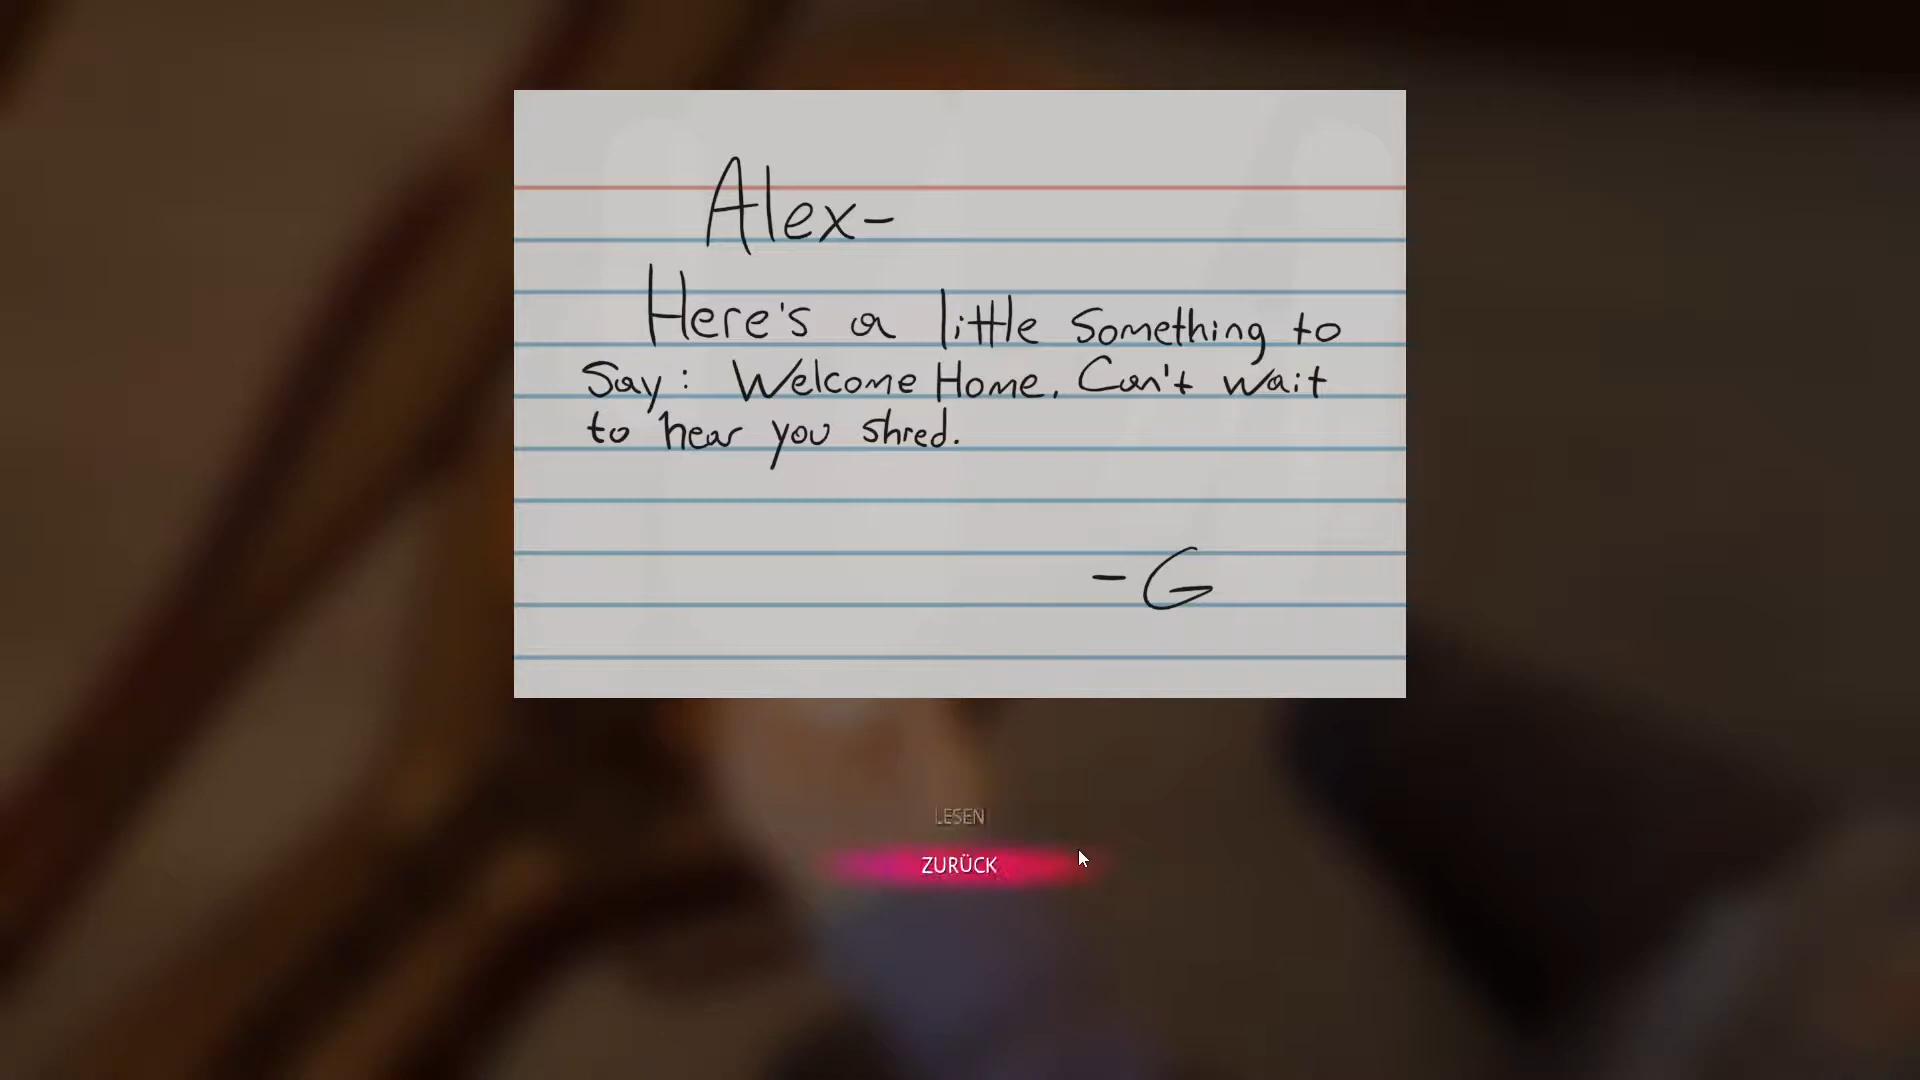 Alex-
Here's a little Something to
Say: Welcome Home. Can't wait
to hear you shred.
-G
LESEN
ZURÜCK